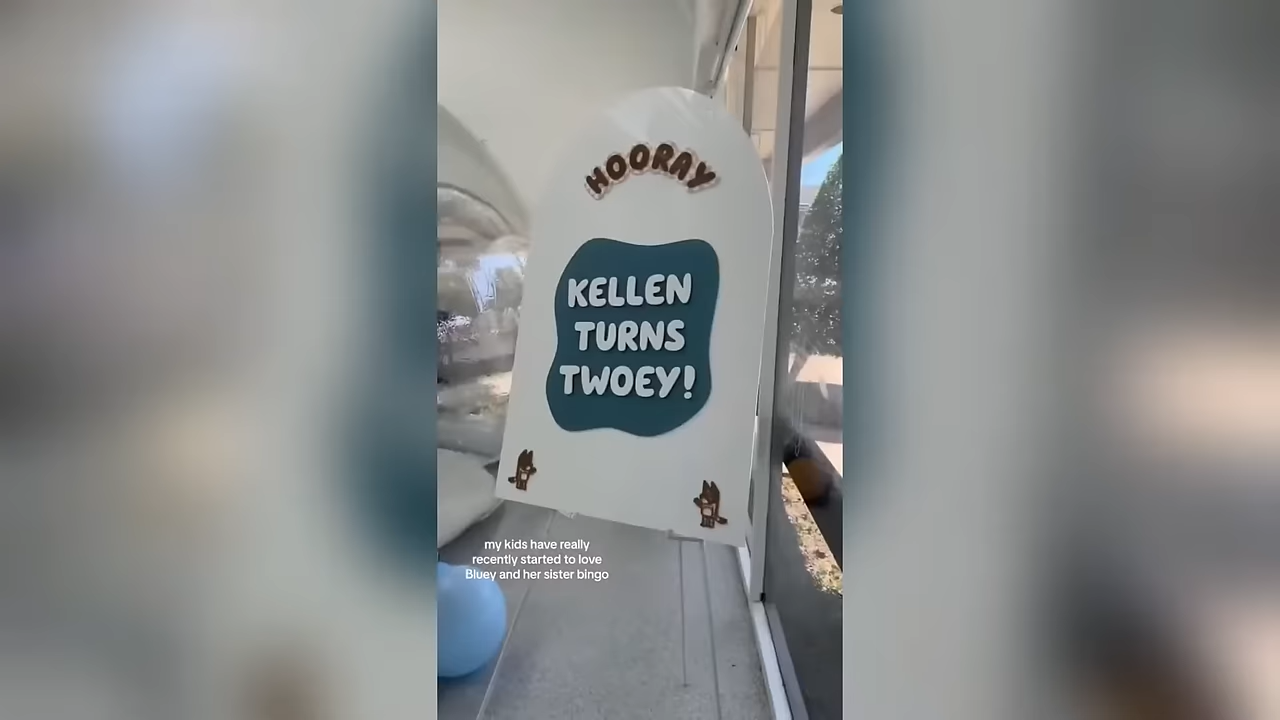 HOORAY
KELLEN
TURNS
TWOEY!
my kids have really
recently started to love
Bluey and her sister bingo